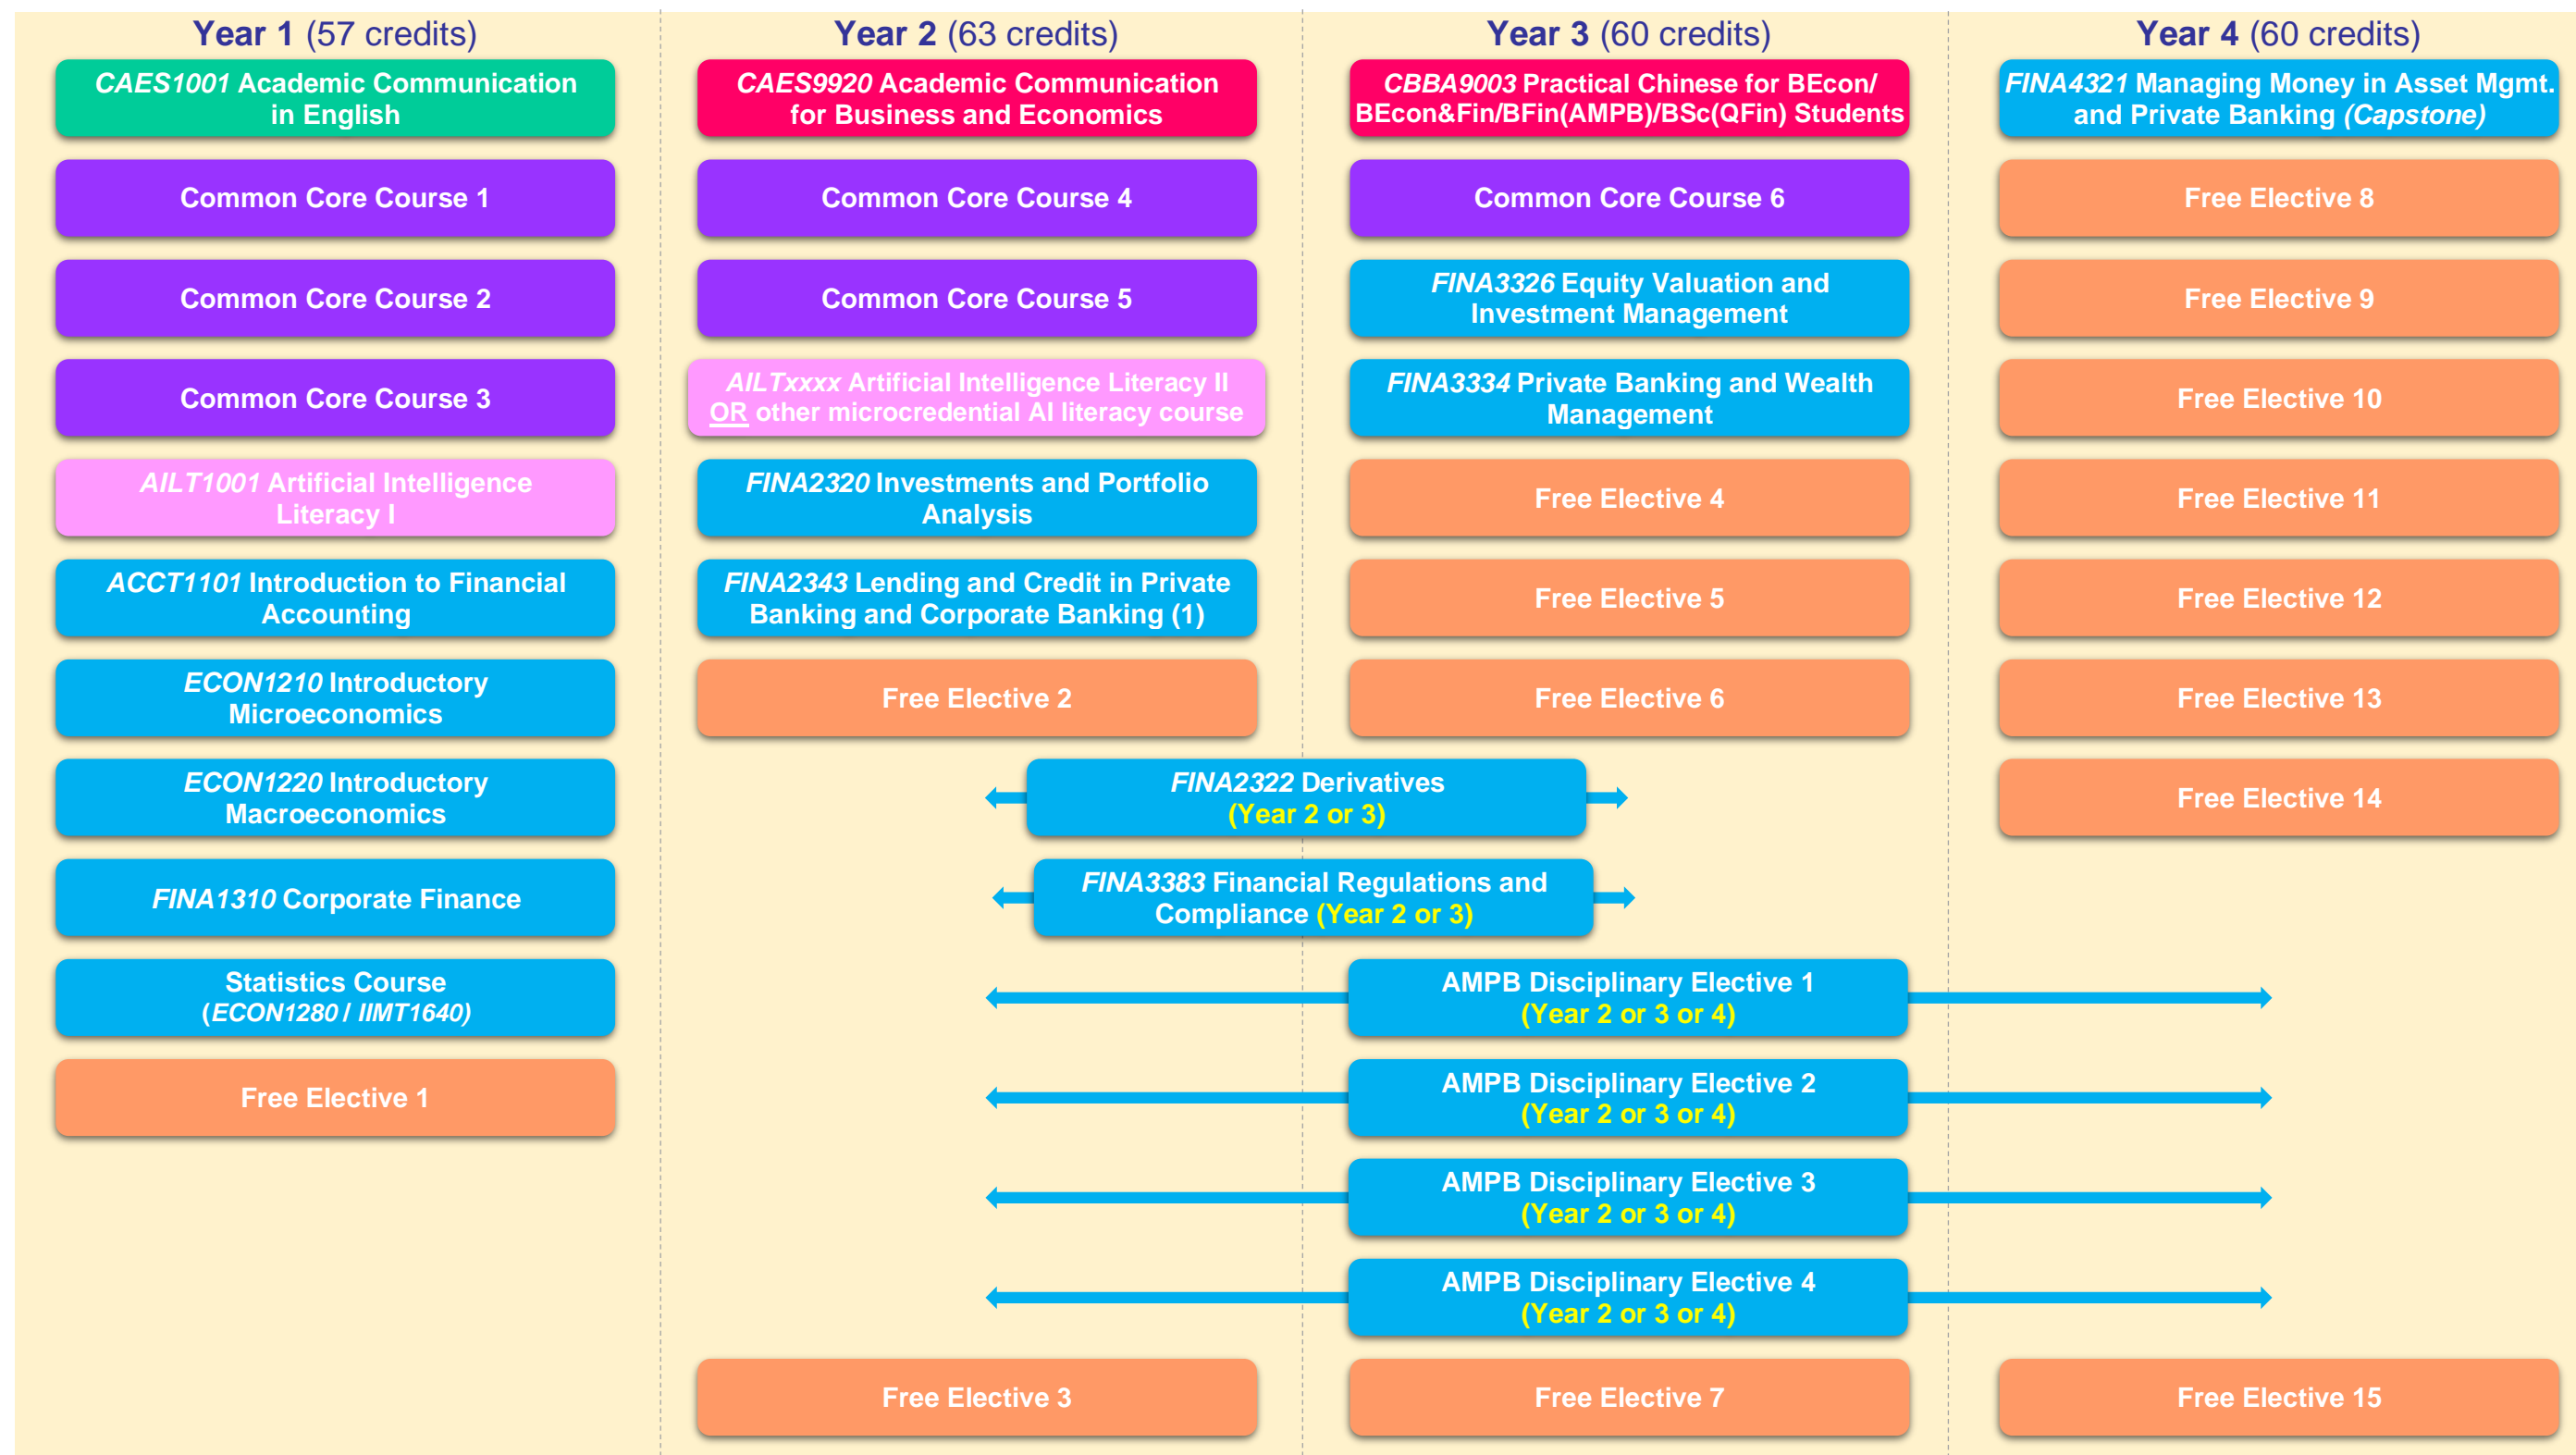 Year 1 (57 credits)
CAES1001 Academic Communication
in English
Common Core Course 1
Common Core Course 2
Common Core Course 3
AILT1001 Artificial Intelligence
Literacy I
ACCT1101 Introduction to Financial
Accounting
ECON1210 Introductory
Microeconomics
ECON1220 Introductory
Macroeconomics
FINA1310 Corporate Finance
Statistics Course
(ECON1280 / IIMT1640)
Free Elective 1
Year 2 (63 credits)
CAES9920 Academic Communication
for Business and Economics
Common Core Course 4
Common Core Course 5
AILTxxxx Artificial Intelligence Literacy II
OR other microcredential AI literacy course
FINA2320 Investments and Portfolio
Analysis
FINA2343 Lending and Credit in Private
Banking and Corporate Banking (1)
Free Elective 2
Year 3 (60 credits)
CBBA9003 Practical Chinese for BEcon/
BEcon&Fin/BFin(AMPB)/BSc(QFin) Students
Common Core Course 6
FINA3326 Equity Valuation and
Investment Management
FINA3334 Private Banking and Wealth
Management
Free Elective 4
Free Elective 5
Free Elective 6
FINA2322 Derivatives
(Year 2 or 3)
FINA3383 Financial Regulations and
Compliance (Year 2 or 3)
AMPB Disciplinary Elective 1
(Year 2 or 3 or 4)
AMPB Disciplinary Elective 2
(Year 2 or 3 or 4)
AMPB Disciplinary Elective 3
(Year 2 or 3 or 4)
AMPB Disciplinary Elective 4
(Year 2 or 3 or 4)
Free Elective 3
Free Elective 7
Year 4 (60 credits)
FINA4321 Managing Money in Asset Mgmt.
and Private Banking (Capstone)
Free Elective 8
Free Elective 9
Free Elective 10
Free Elective 11
Free Elective 12
Free Elective 13
Free Elective 14
Free Elective 15